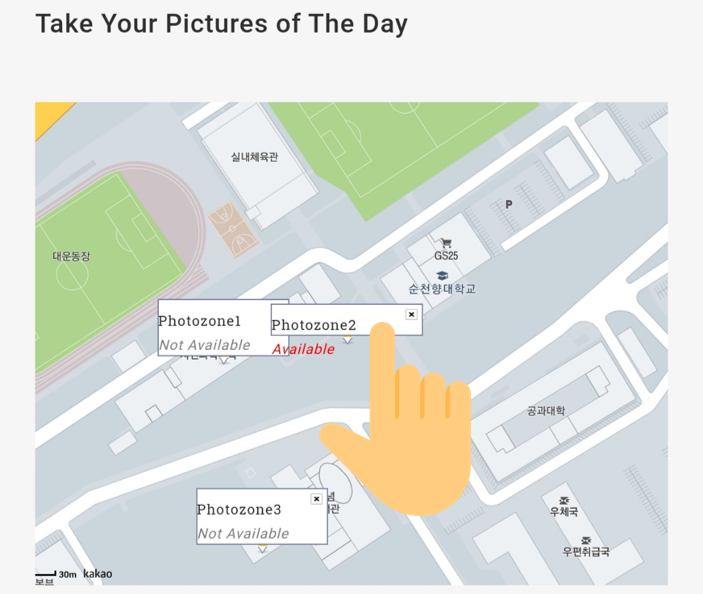 Take Your Pictures of The Day
실내체육관
P
대운동장
GS25
순천향대학교
Photozone1
Not Available
Photozone2
Available
공과대학
Photozone3
Not Available
우체국
우편취급국
30m kakao
본부